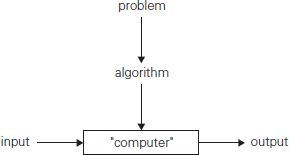 problem
algorithm
input
"computer"
output